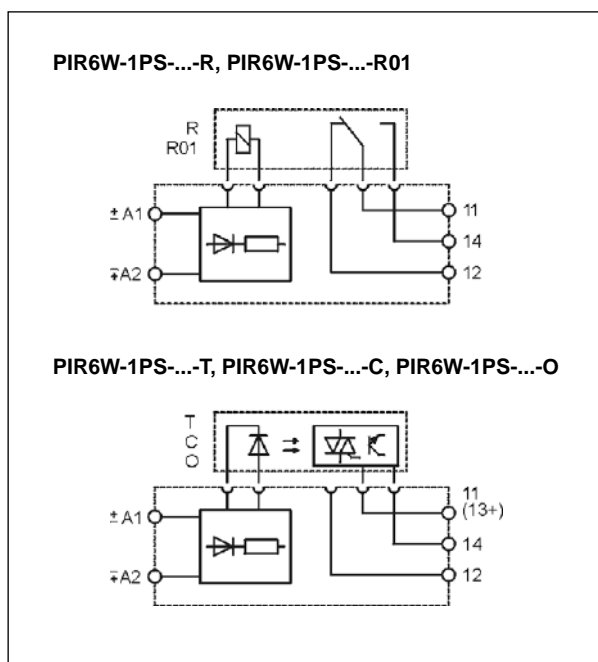 PIR6W-1PS-...-R, PIR6W-1PS-...-R01
R
R01
± A1
∓A2
11
14
12
PIR6W-1PS-...-T, PIR6W-1PS-...-C, PIR6W-1PS-...-O
T
C
O
± A1
∓A2
11
(13+)
14
12